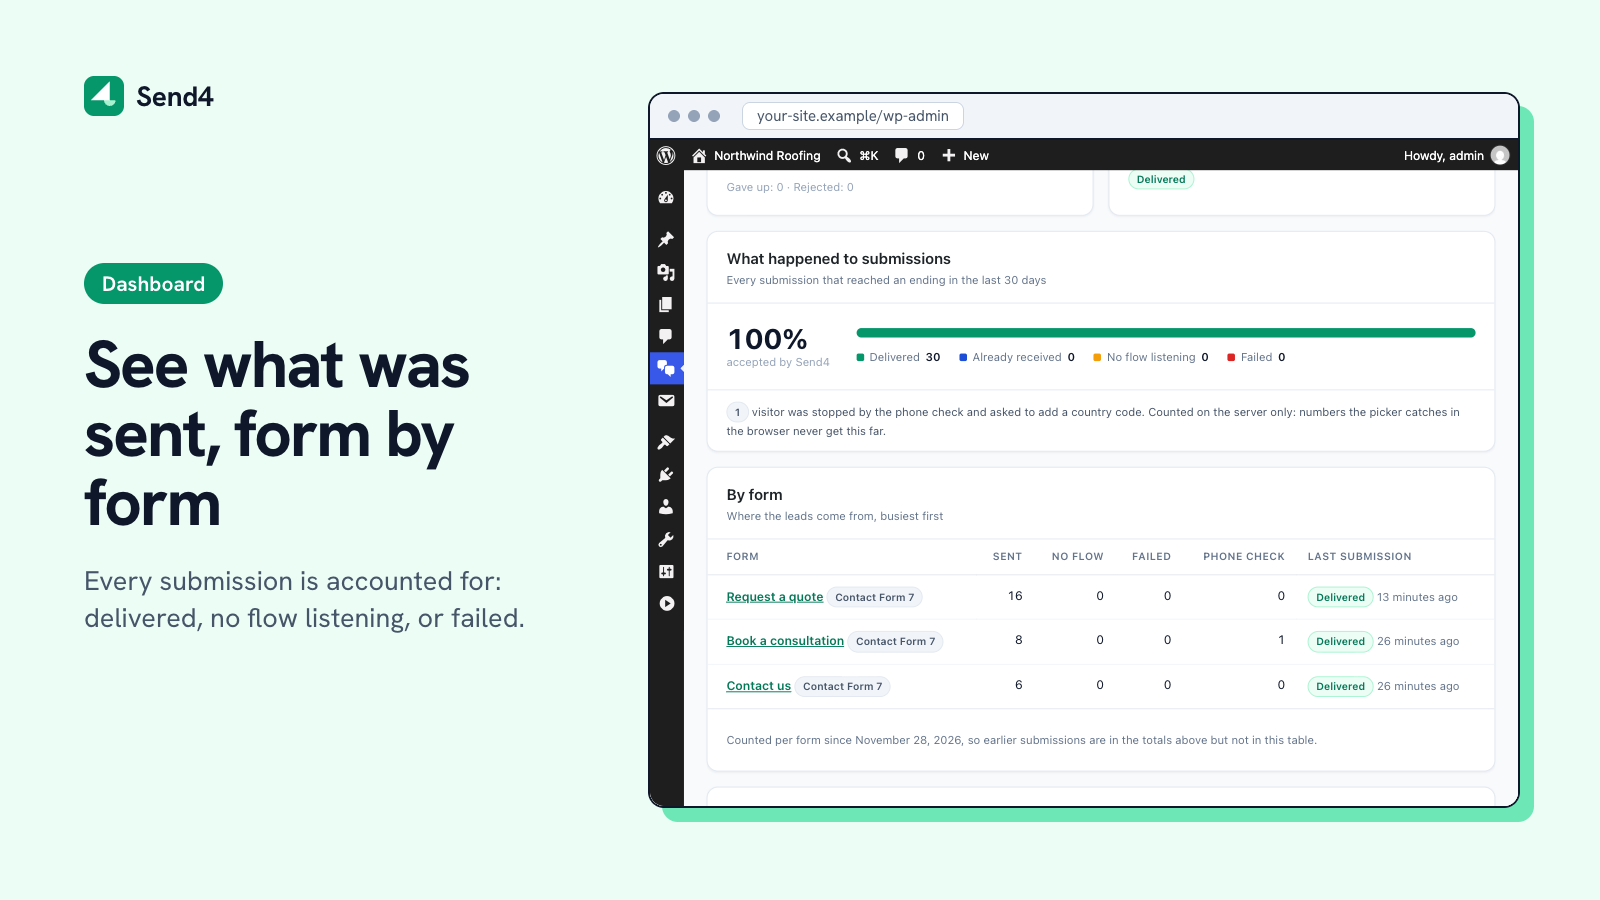 Send4
Dashboard
See what was
sent, form by
form
Every submission is accounted for:
delivered, no flow listening, or failed.
your-site.example/wp-admin
Northwind Roofing ⌘K 0 New Howdy, admin
Gave up: 0 · Rejected: 0
Delivered
What happened to submissions
Every submission that reached an ending in the last 30 days
100%
accepted by Send4
Delivered 30 Already received 0 No flow listening 0 Failed 0
1 visitor was stopped by the phone check and asked to add a country code. Counted on the server only: numbers the picker catches in
the browser never get this far.
By form
Where the leads come from, busiest first
FORM SENT NO FLOW FAILED PHONE CHECK LAST SUBMISSION
Request a quote Contact Form 7 16 0 0 0 Delivered 13 minutes ago
Book a consultation Contact Form 7 8 0 0 1 Delivered 26 minutes ago
Contact us Contact Form 7 6 0 0 0 Delivered 26 minutes ago
Counted per form since November 28, 2026, so earlier submissions are in the totals above but not in this table.